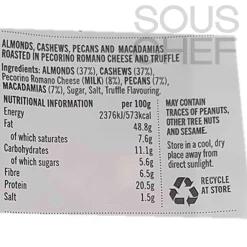 SOUS
CHEF
ALMONDS, CASHEWS, PECANS AND MACADAMIAS
ROASTED IN PECORINO ROMANO CHEESE AND TRUFFLE
Ingredients: ALMONDS (37%), CASHEWS (37%),
Pecorino Romano Cheese (MILK) (8%), PECANS (7%),
MACADAMIAS (7%), Sugar, Salt, Truffle Flavouring.
NUTRITIONAL INFORMATION per 100g
Energy 2376kJ/573kcal
Fat 48.8g
of which saturates 7.6g
Carbohydrates 11.1g
of which sugars 5.6g
Fibre 6.5g
Protein 20.5g
Salt 1.5g
MAY CONTAIN
TRACES OF PEANUTS,
OTHER TREE NUTS
AND SESAME.
Store in a cool, dry
place away from
direct sunlight.
RECYCLE
AT STORE